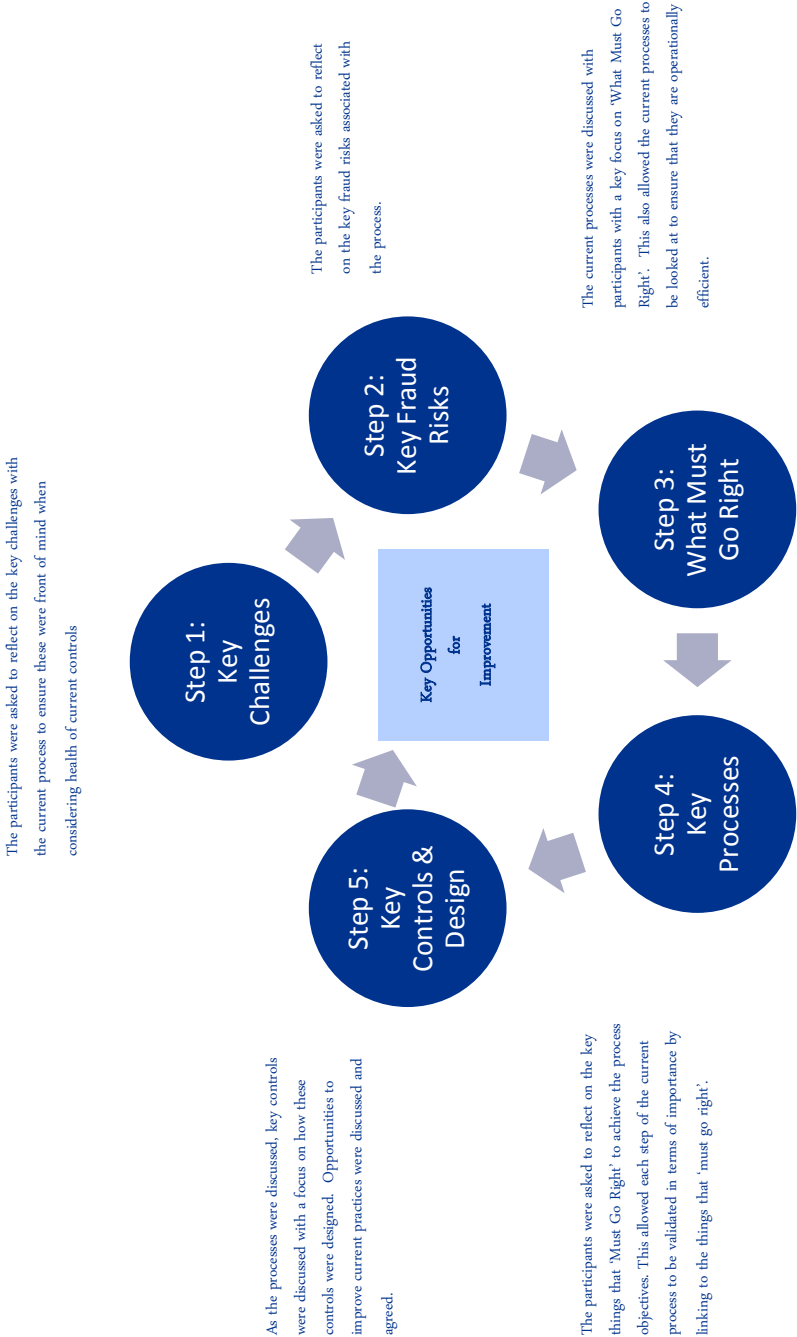 The participants were asked to reflect on the key challenges with
the current process to ensure these were front of mind when
considering health of current controls
Step 1:
Key
Challenges
The participants were asked to reflect
on the key fraud risks associated with
the process.
Step 2:
Key Fraud
Risks
The current processes were discussed with
participants with a key focus on ‘What Must Go
Right’.  This also allowed the current processes to
be looked at to ensure that they are operationally
efficient.
Step 3:
What Must
Go Right
The participants were asked to reflect on the key
things that ‘Must Go Right’ to achieve the process
objectives. This allowed each step of the current
process to be validated in terms of importance by
linking to the things that ‘must go right’.
Step 4:
Key
Processes
As the processes were discussed, key controls
were discussed with a focus on how these
controls were designed.  Opportunities to
improve current practices were discussed and
agreed.
Step 5:
Key
Controls &
Design
Key Opportunities
for
Improvement